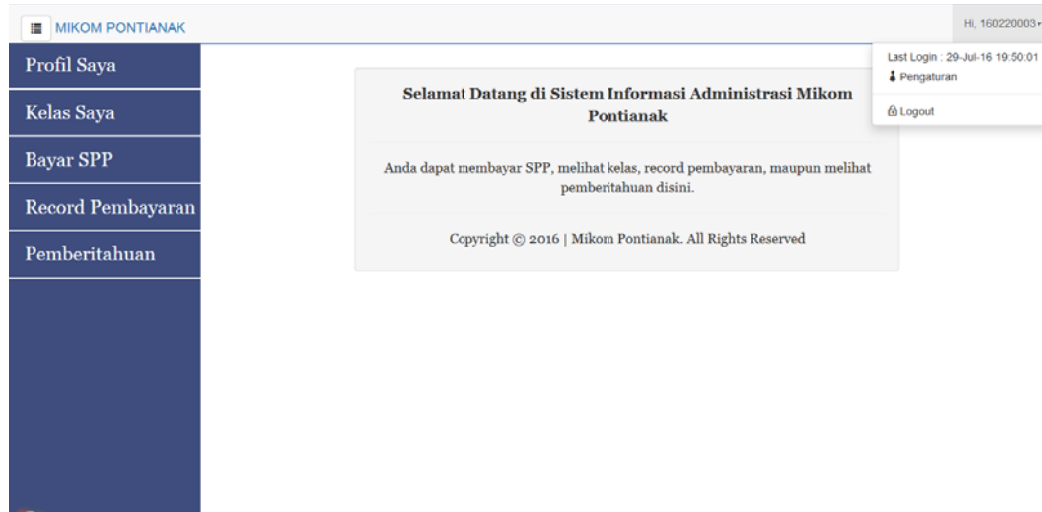 MIKOM PONTIANAK
Hi, 160220003
Last Login : 29-Jul-16 19:50:01
Pengaturan
Logout
Profil Saya
Kelas Saya
Bayar SPP
Record Pembayaran
Pemberitahuan
Selamat Datang di Sistem Informasi Administrasi Mikom
Pontianak
Anda dapat membayar SPP, melihat kelas, record pembayaran, maupun melihat
pemberitahuan disini.
Copyright © 2016 | Mikom Pontianak. All Rights Reserved